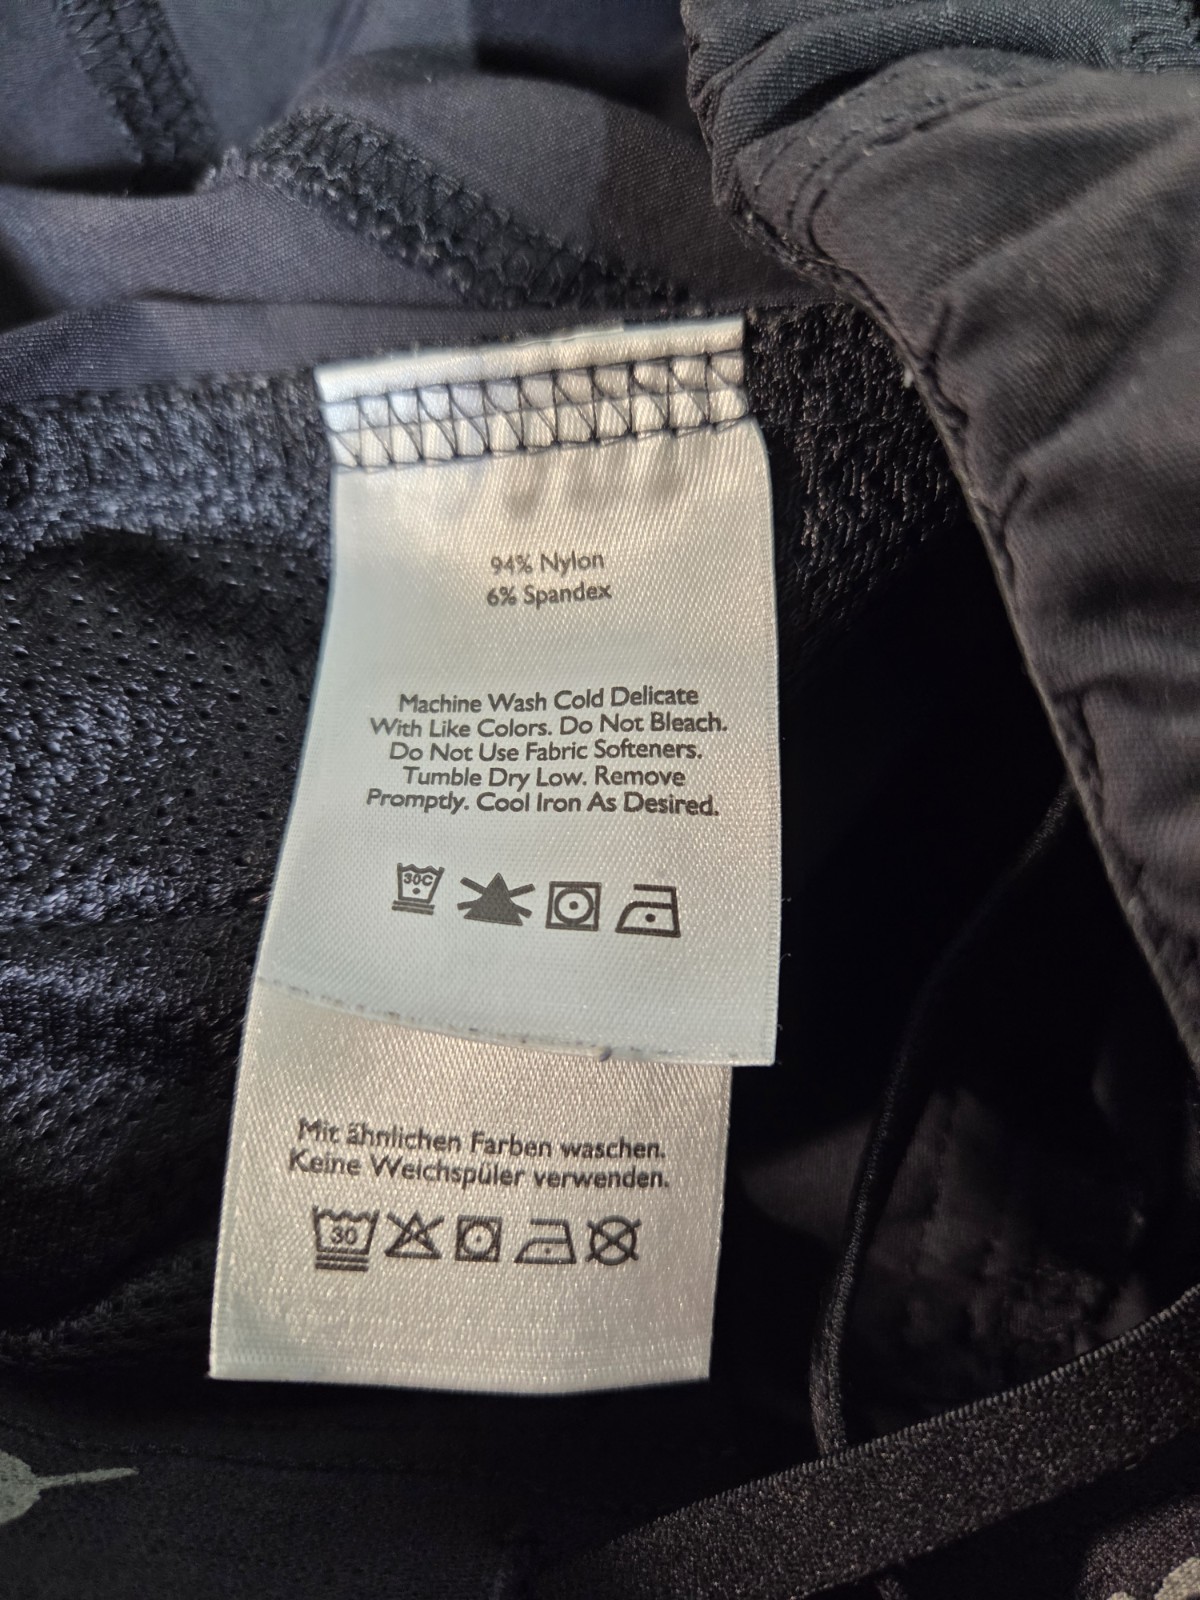 94% Nylon
6% Spandex
Machine Wash Cold Delicate
With Like Colors. Do Not Bleach.
Do Not Use Fabric Softeners.
Tumble Dry Low. Remove
Promptly. Cool Iron As Desired.
30C
Mit ähnlichen Farben waschen.
Keine Weichspüler verwenden.
30